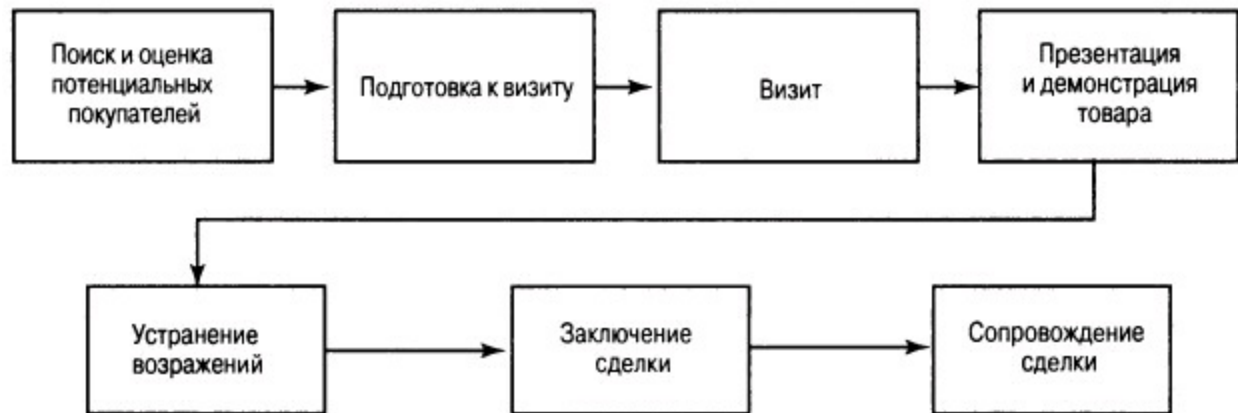 Поиск и оценка
потенциальных
покупателей
Подготовка к визиту
Визит
Презентация
и демонстрация
товара
Устранение
возражений
Заключение
сделки
Сопровождение
сделки